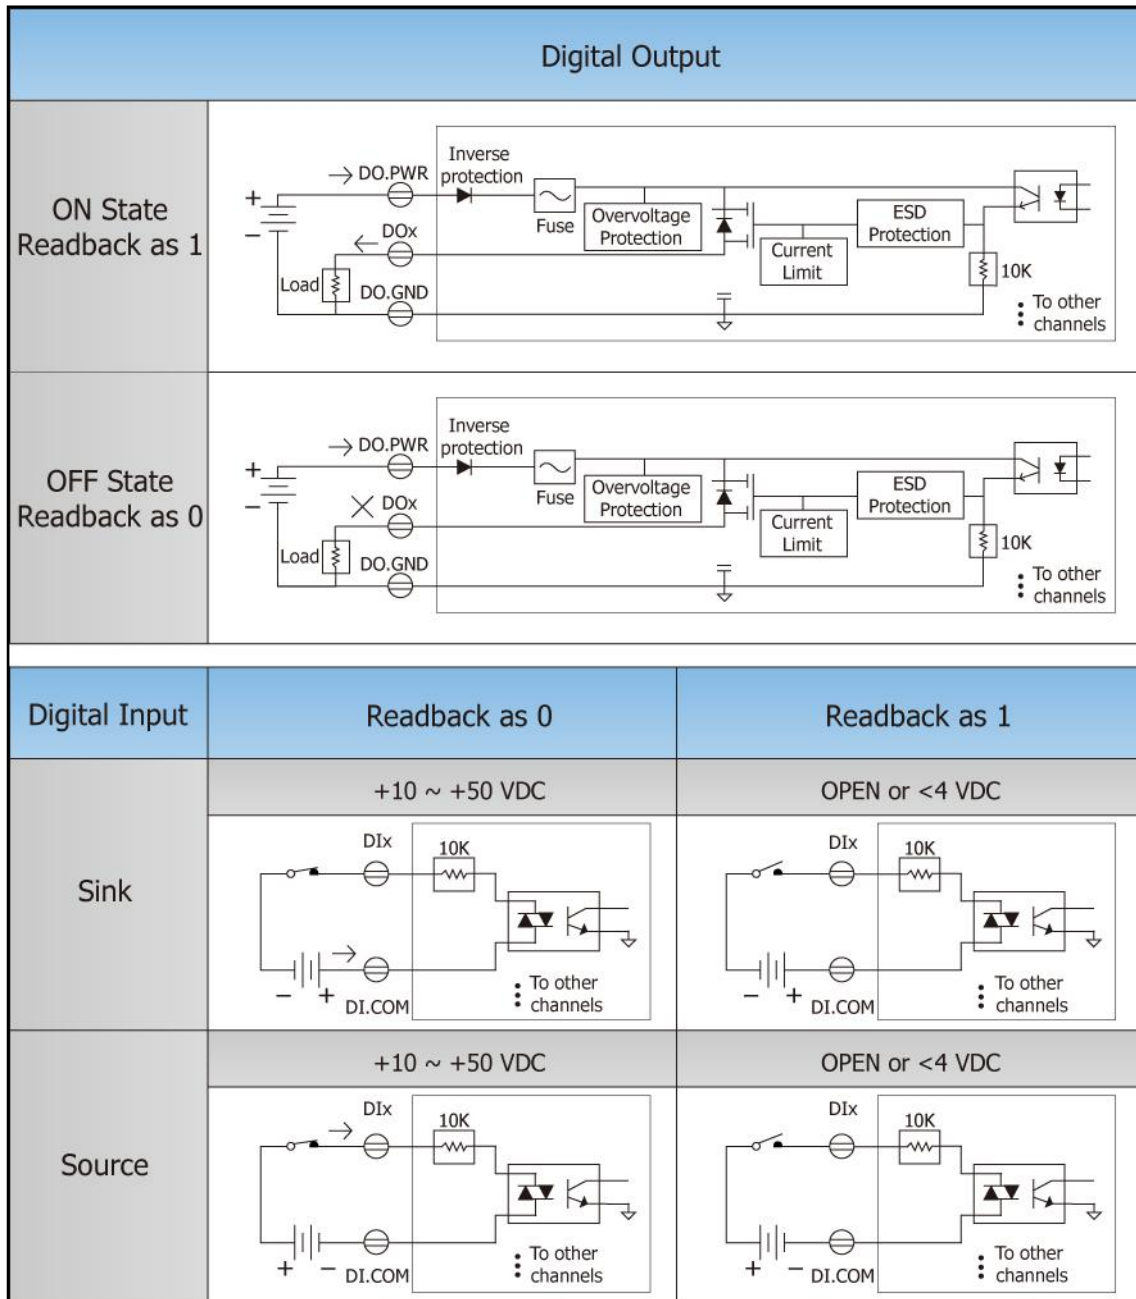 Digital Output
ON State
Readback as 1
+
−
DO.PWR
DOx
Load
DO.GND
Inverse
protection
Fuse
Overvoltage
Protection
Current
Limit
ESD
Protection
10K
To other
channels
OFF State
Readback as 0
+
−
DO.PWR
DOx
Load
DO.GND
Inverse
protection
Fuse
Overvoltage
Protection
Current
Limit
ESD
Protection
10K
To other
channels
Digital Input
Readback as 0
Readback as 1
Sink
+10 ~ +50 VDC
OPEN or <4 VDC
DIx
10K
− +
DI.COM
To other
channels
DIx
10K
− +
DI.COM
To other
channels
Source
+10 ~ +50 VDC
OPEN or <4 VDC
DIx
10K
+ −
DI.COM
To other
channels
DIx
10K
+ −
DI.COM
To other
channels